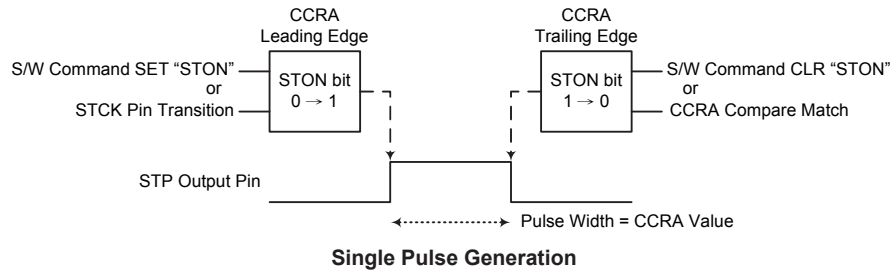 CCRA
Leading Edge
CCRA
Trailing Edge
S/W Command SET “STON”
or
STCK Pin Transition
STON bit
0 → 1
STON bit
1 → 0
S/W Command CLR “STON”
or
CCRA Compare Match
STP Output Pin
Pulse Width = CCRA Value
Single Pulse Generation